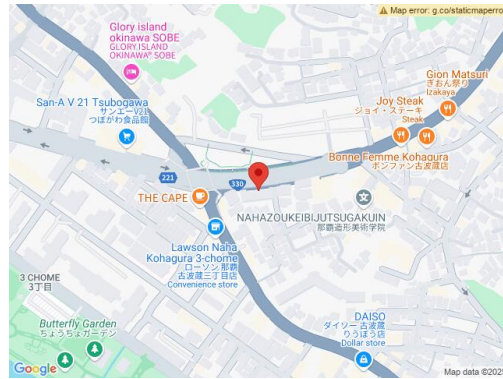 Map error: g.co/staticmaperro
Glory island
okinawa SOBE
GLORY ISLAND
OKINAWA® SOBE
Gion Matsuri
ぎおん祭り
Izakaya
San-A V 21 Tsubogawa
サンエーV21
つぼがわ食品館
Joy Steak
ジョイ・ステーキ
Steak
Bonne Femme Kohagura
ボンファン古波蔵店
221
330
THE CAPE
NAHAZOUKEIBIJUTSUGAKUIN
那覇造形美術学院
Lawson Naha
Kohagura 3-chome
ローソン 那覇
古波蔵三丁目店
Convenience store
3 CHOME
3丁目
DAISO
ダイソー 古波蔵
りうぼう店
Dollar store
Butterfly Garden
ちょうちょガーデン
Google
Map data ©202